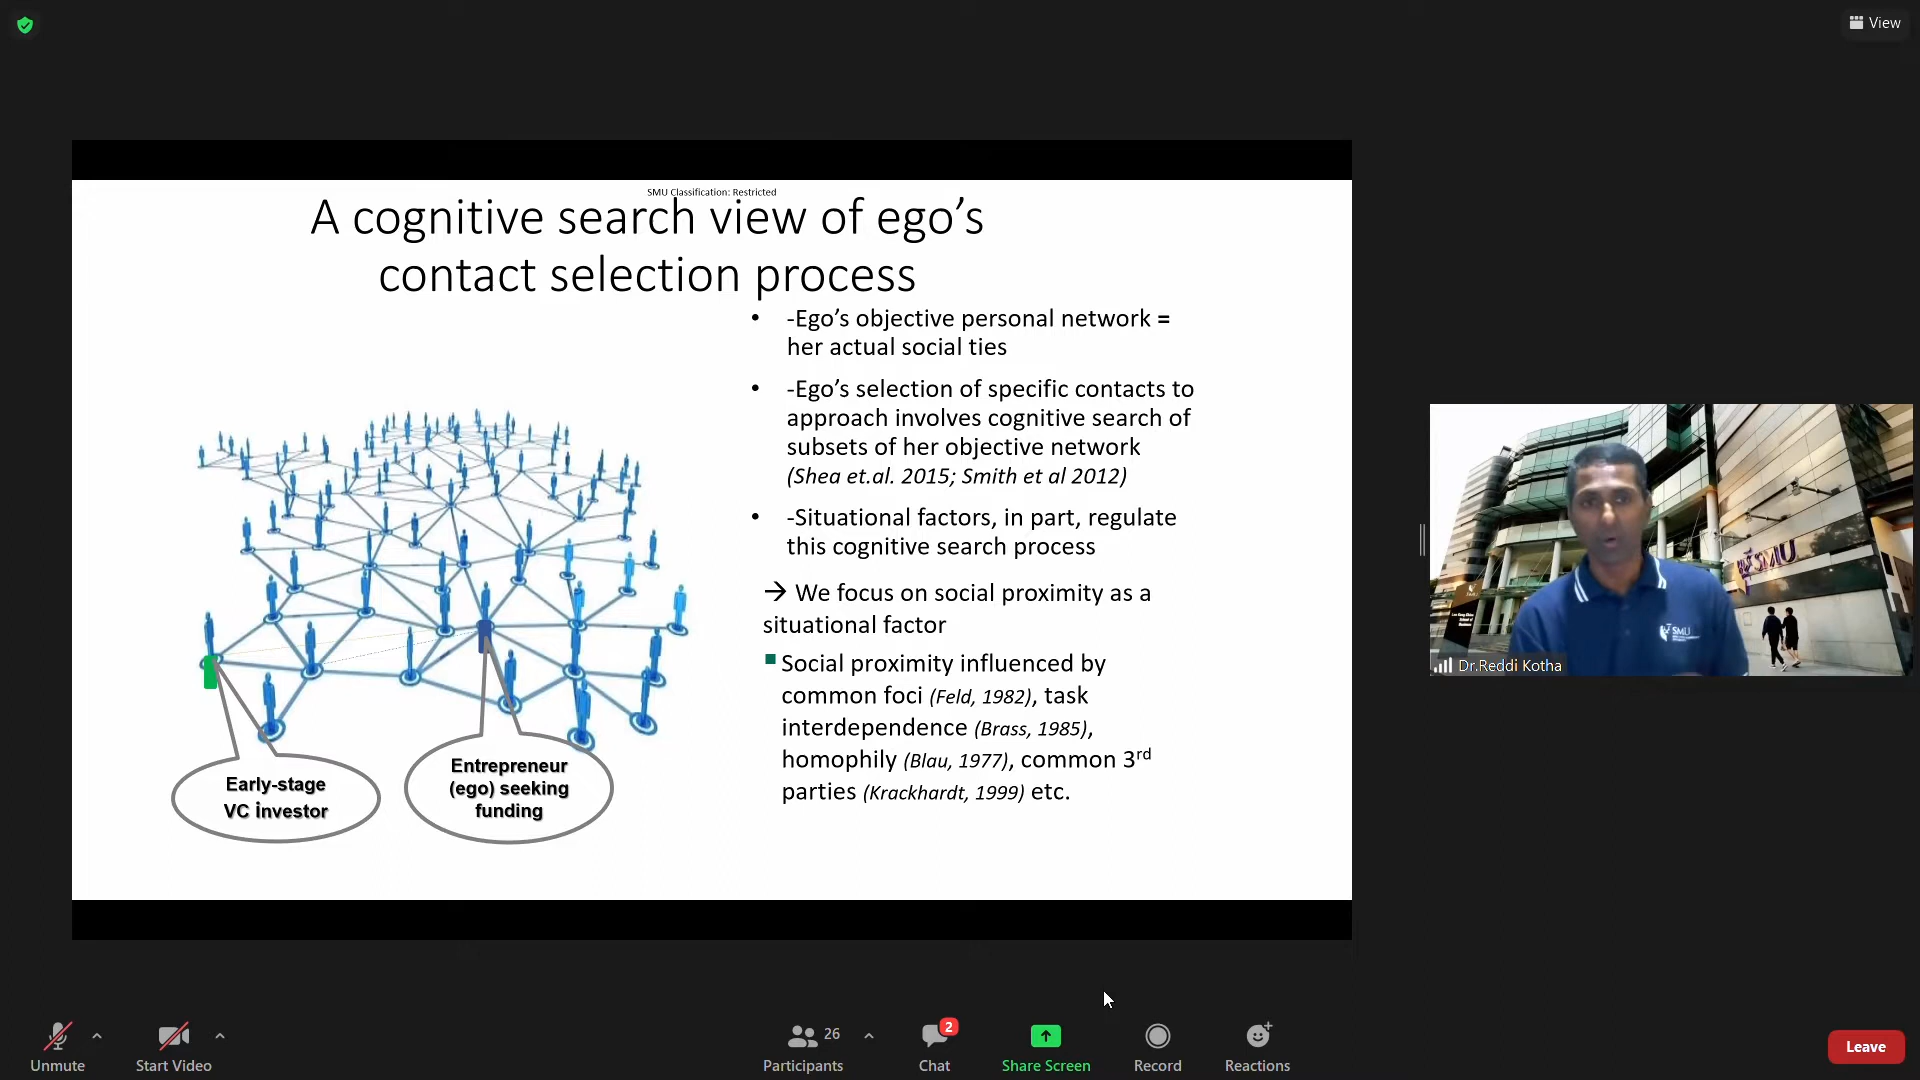 View
SMU Classification: Restricted
A cognitive search view of ego's
contact selection process
• -Ego's objective personal network =
her actual social ties
• -Ego's selection of specific contacts to
approach involves cognitive search of
subsets of her objective network
(Shea et.al. 2015; Smith et al 2012)
• -Situational factors, in part, regulate
this cognitive search process
→ We focus on social proximity as a
situational factor
▪ Social proximity influenced by
common foci (Feld, 1982), task
interdependence (Brass, 1985),
homophily (Blau, 1977), common 3rd
parties (Krackhardt, 1999) etc.
Early-stage
VC investor
Entrepreneur
(ego) seeking
funding
SMU
SMU
Dr.Reddi Kotha
Unmute
Start Video
26
Participants
2
Chat
Share Screen
Record
Reactions
Leave